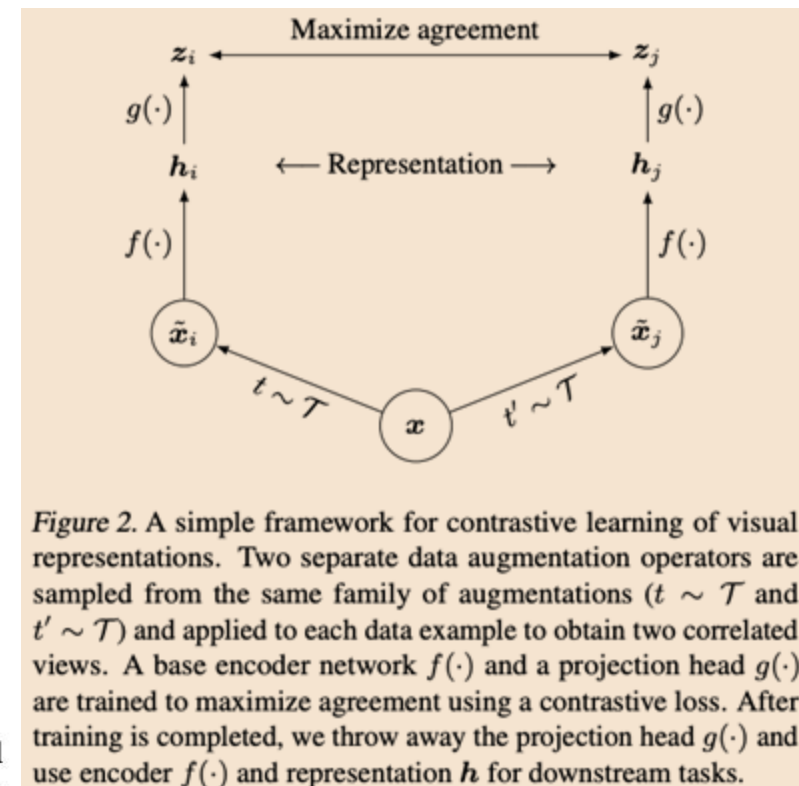 Maximize agreement
z_i z_j
g(·) g(·)
h_i ← Representation → h_j
f(·) f(·)
x̃_i x̃_j
t ~ 𝒯 t′ ~ 𝒯
x
Figure 2. A simple framework for contrastive learning of visual
representations. Two separate data augmentation operators are
sampled from the same family of augmentations (t ~ 𝒯 and
t′ ~ 𝒯) and applied to each data example to obtain two correlated
views. A base encoder network f(·) and a projection head g(·)
are trained to maximize agreement using a contrastive loss. After
training is completed, we throw away the projection head g(·) and
use encoder f(·) and representation h for downstream tasks.